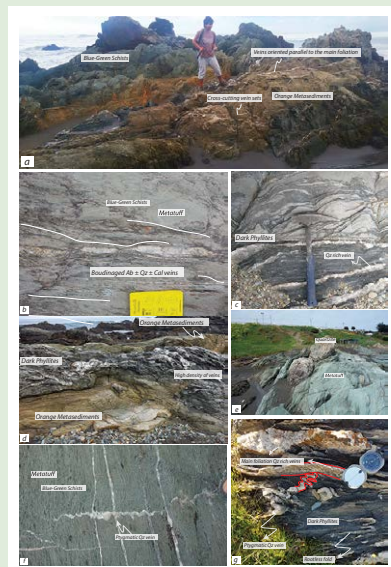 Blue-Green Schists
Veins oriented parallel to the main foliation
Cross-cutting vein sets
Orange Metasediments
a
Blue-Green Schists
Metatuff
Boudinaged Ab ± Qz ± Cal veins
b
Dark Phyllites
Qz rich vein
c
Orange Metasediments
Dark Phyllites
High density of veins
Orange Metasediments
d
Metatuff
e
Metatuff
Blue-Green Schists
Ptygmatic Qz vein
f
Main foliation Qz rich veins
Dark Phyllites
Ptygmatic Qz vein
Rootless fold
g